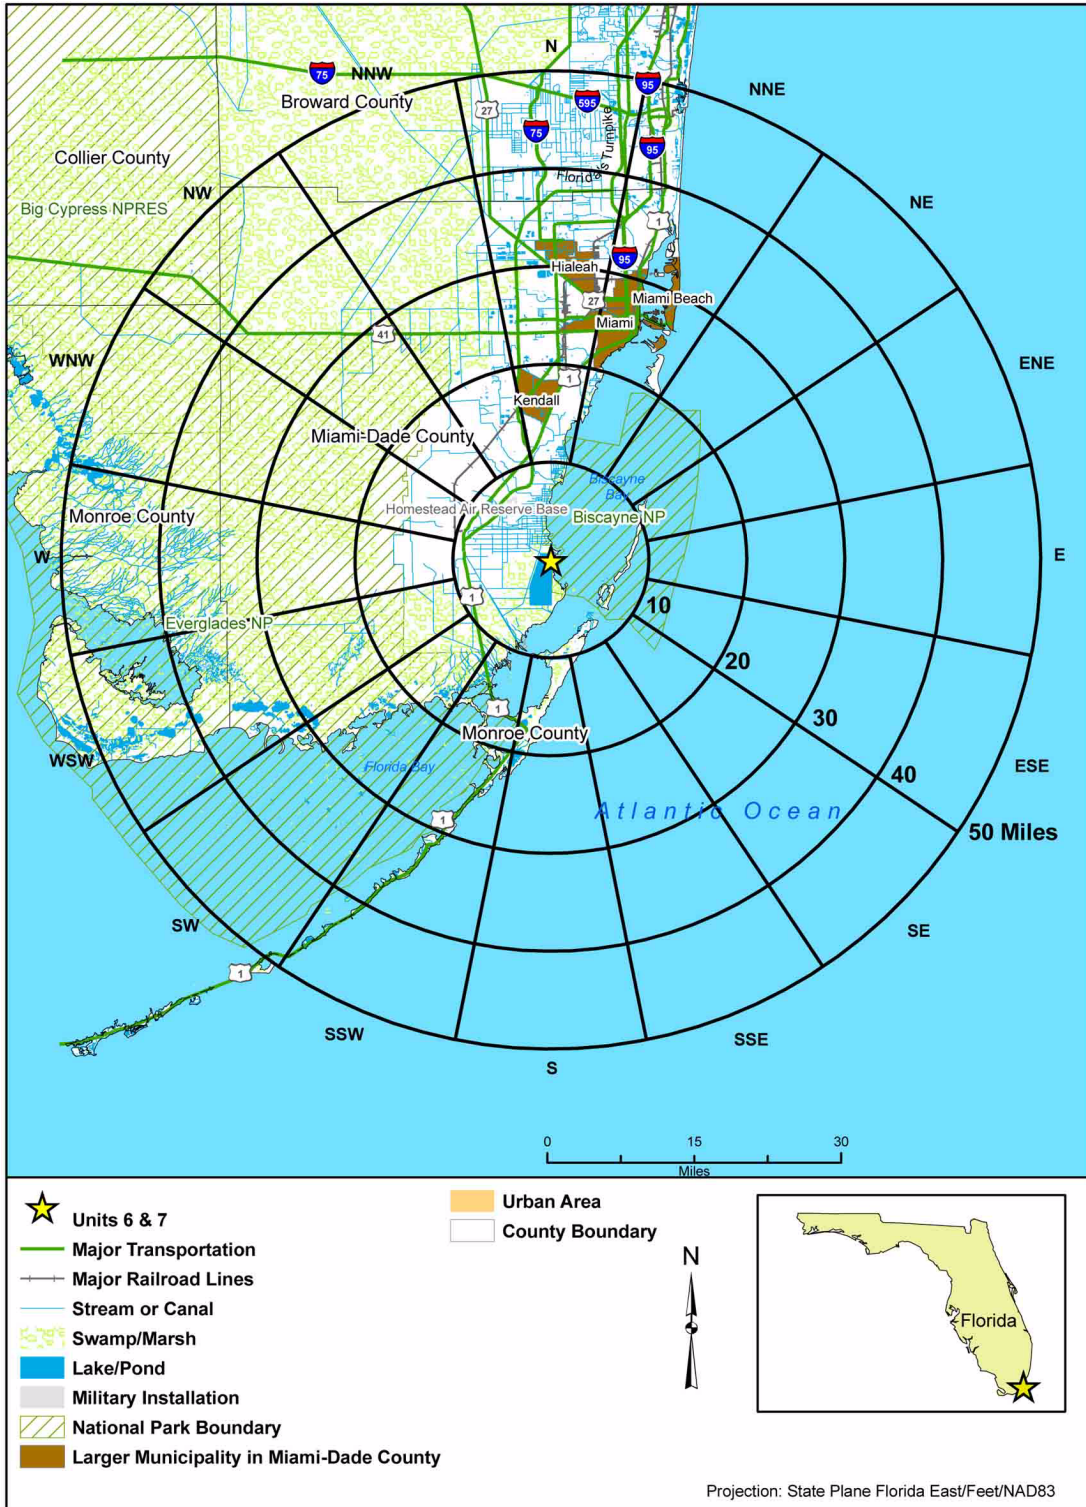 N
NNW
NNE
75
95
Broward County
595
27
75
95
Florida's Turnpike
Collier County
NW
NE
Big Cypress NPRES
1
95
Hialeah
27
Miami Beach
Miami
41
WNW
ENE
1
Kendall
Miami-Dade County
Biscayne
Bay
Homestead Air Reserve Base
Biscayne NP
Monroe County
W
E
1
10
Everglades NP
20
1
30
Monroe County
WSW
Florida Bay
ESE
40
1
Atlantic Ocean
50 Miles
SW
SE
1
SSW
SSE
S
0 15 30
Miles
Units 6 & 7
Major Transportation
Major Railroad Lines
Stream or Canal
Swamp/Marsh
Lake/Pond
Military Installation
National Park Boundary
Larger Municipality in Miami-Dade County
Urban Area
County Boundary
N
Florida
Projection: State Plane Florida East/Feet/NAD83